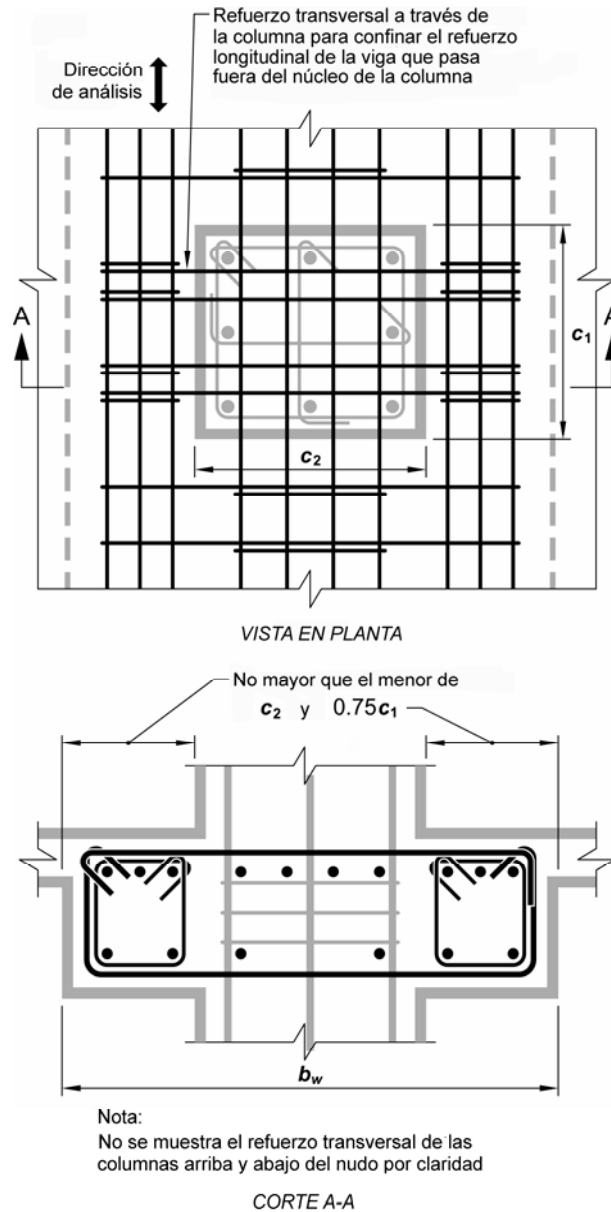 Refuerzo transversal a través de
la columna para confinar el refuerzo
longitudinal de la viga que pasa
fuera del núcleo de la columna
Dirección
de análisis
A
A
c₁
c₂
VISTA EN PLANTA
No mayor que el menor de
c₂ y 0.75c₁
bw
Nota:
No se muestra el refuerzo transversal de las
columnas arriba y abajo del nudo por claridad
CORTE A-A